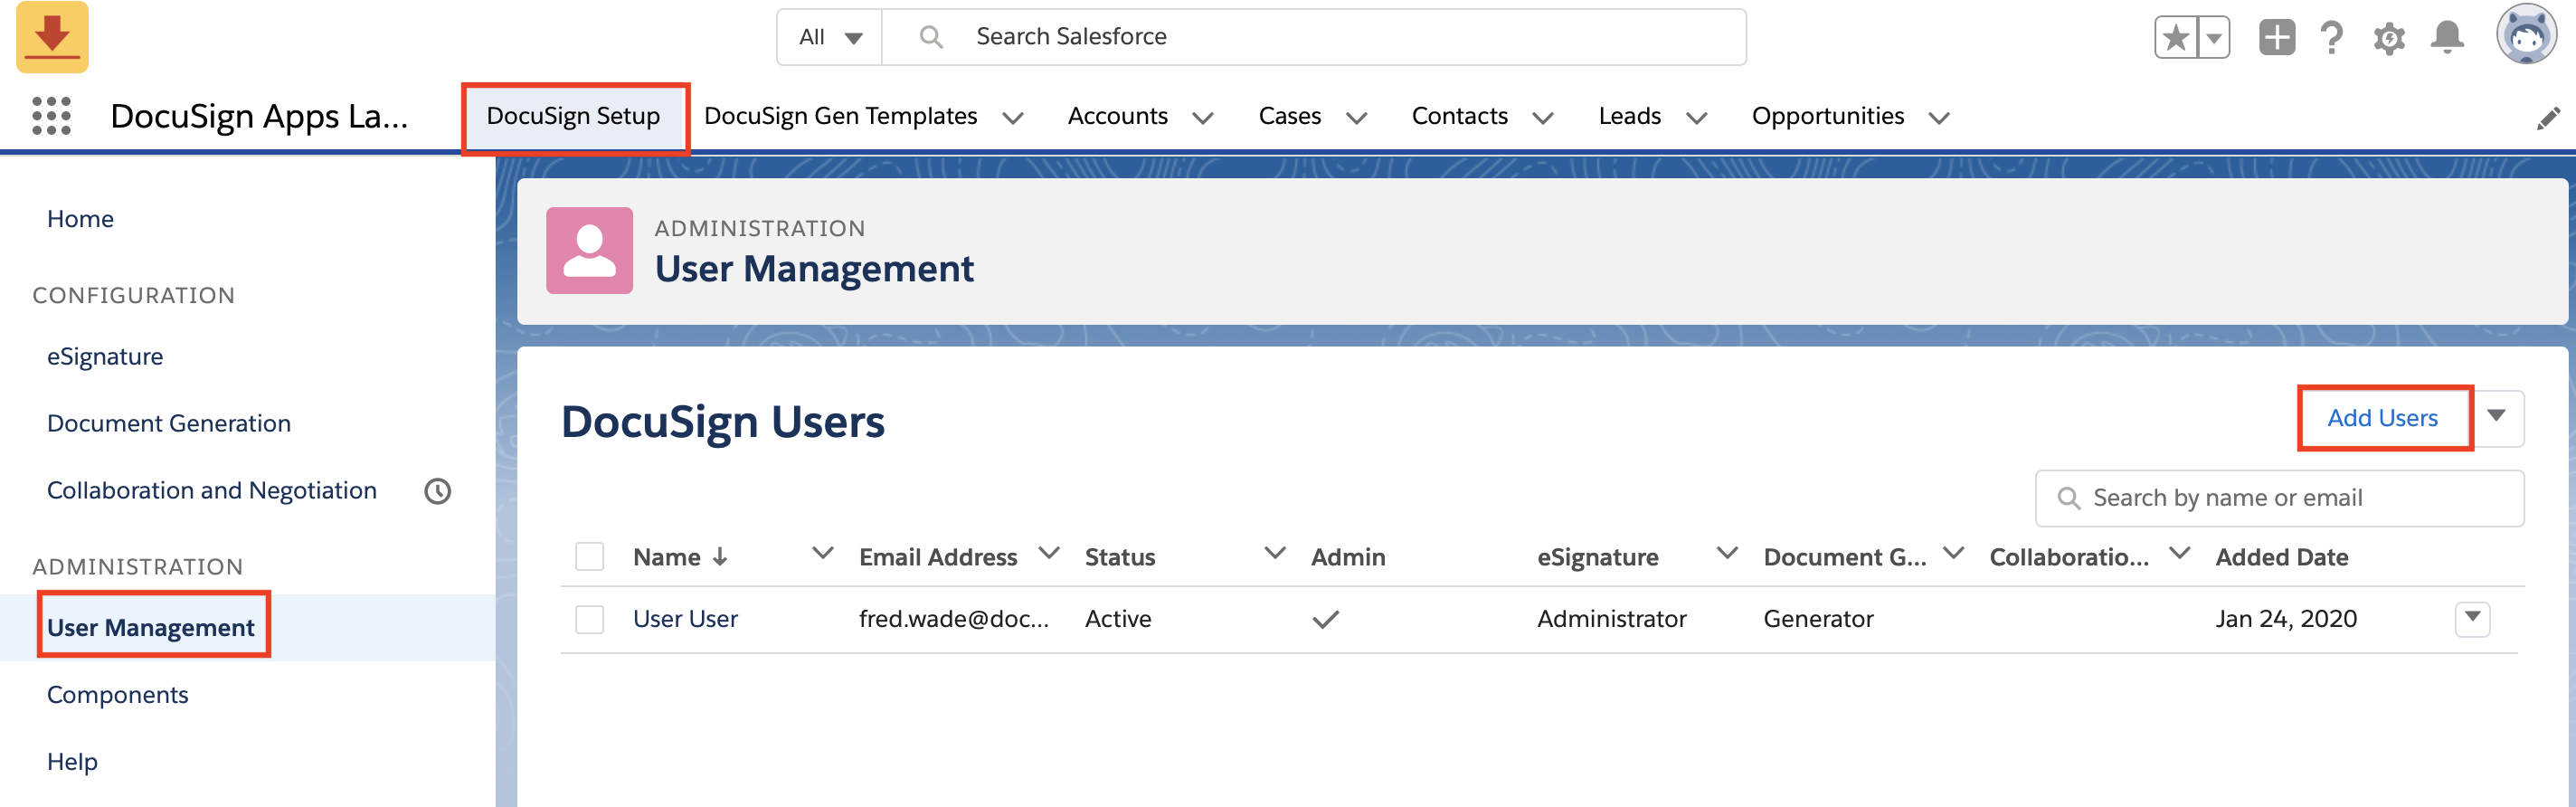 All
Search Salesforce
DocuSign Apps La...
DocuSign Setup
DocuSign Gen Templates
Accounts
Cases
Contacts
Leads
Opportunities
Home
CONFIGURATION
eSignature
Document Generation
Collaboration and Negotiation
ADMINISTRATION
User Management
Components
Help
ADMINISTRATION
User Management
DocuSign Users
Add Users
Search by name or email
Name Email Address Status Admin eSignature Document G... Collaboratio... Added Date
User User fred.wade@doc... Active Administrator Generator Jan 24, 2020